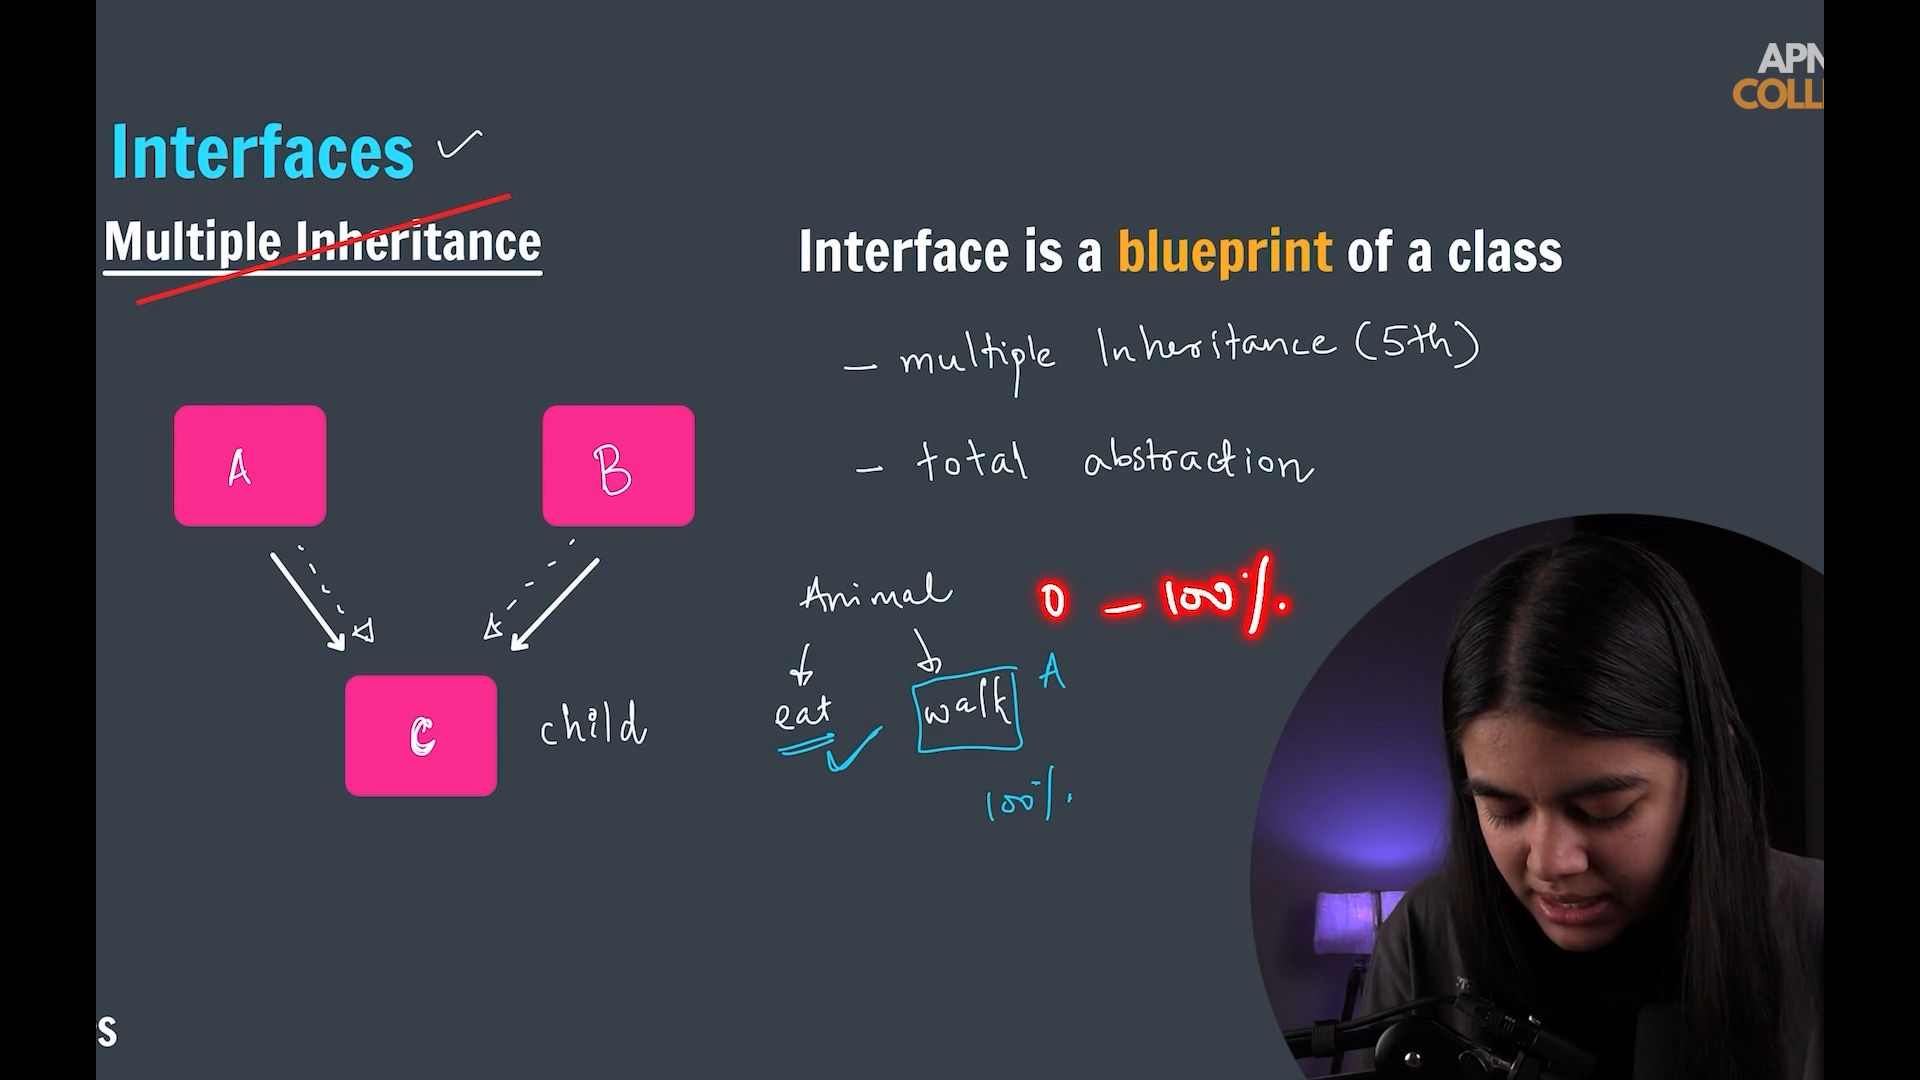 APN
COLL
Interfaces
Multiple Inheritance
Interface is a blueprint of a class
- multiple Inheritance (5th)
- total abstraction
A
B
C
child
Animal
0 - 100%.
eat
walk
A
100%.
s